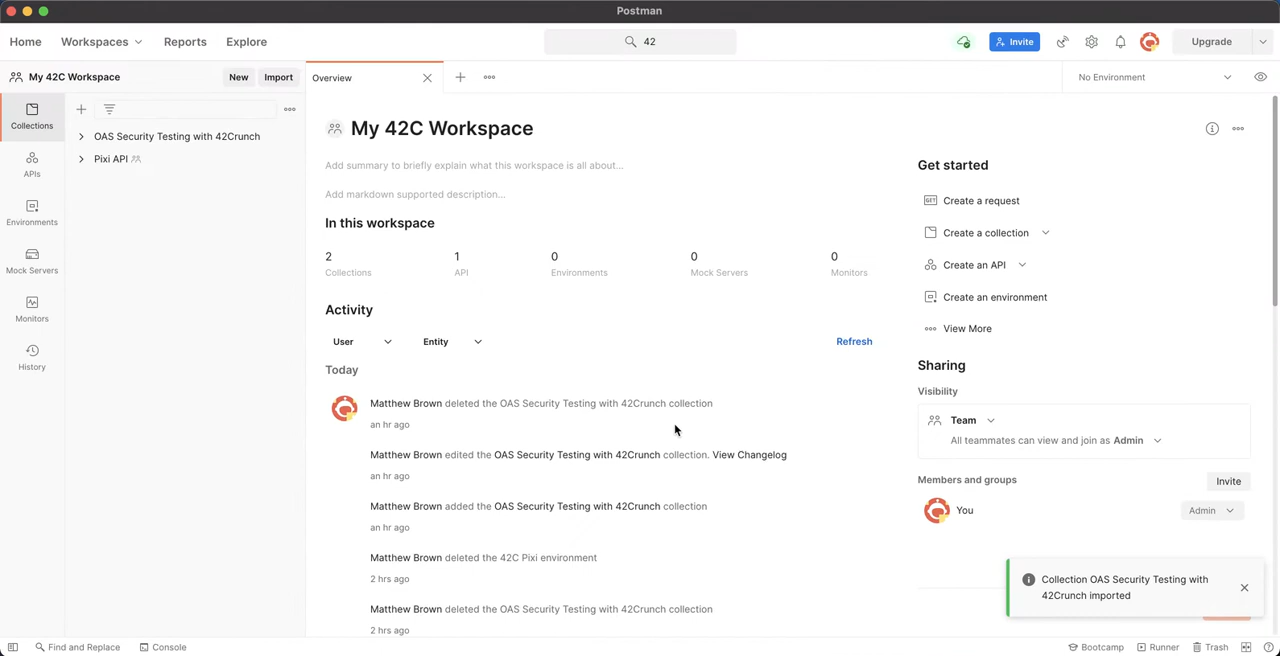 Postman
Home Workspaces Reports Explore 42 Invite Upgrade
My 42C Workspace New Import Overview No Environment
Collections
APIs
Environments
Mock Servers
Monitors
History
OAS Security Testing with 42Crunch
Pixi API
My 42C Workspace
Add summary to briefly explain what this workspace is all about...
Add markdown supported description...
In this workspace
2 1 0 0 0
Collections API Environments Mock Servers Monitors
Activity
User Entity Refresh
Today
Matthew Brown deleted the OAS Security Testing with 42Crunch collection
an hr ago
Matthew Brown edited the OAS Security Testing with 42Crunch collection. View Changelog
an hr ago
Matthew Brown added the OAS Security Testing with 42Crunch collection
an hr ago
Matthew Brown deleted the 42C Pixi environment
2 hrs ago
Matthew Brown deleted the OAS Security Testing with 42Crunch collection
2 hrs ago
Get started
GET Create a request
Create a collection
Create an API
Create an environment
View More
Sharing
Visibility
Team
All teammates can view and join as Admin
Members and groups Invite
You Admin
Collection OAS Security Testing with
42Crunch imported
Find and Replace Console Bootcamp Runner Trash